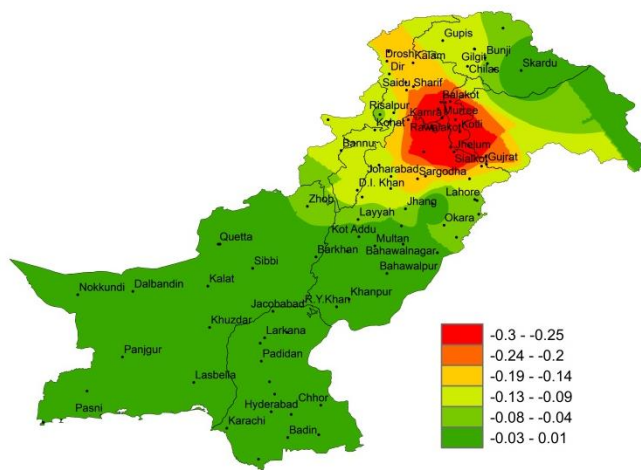 Gupis
Drosh Kalam
Gilgit Bunji
Dir
Chilas
Skardu
Saidu Sharif
Balakot
Risalpur
Murree
Kamra
Kohat
Kotli
Bannu
Jhelum
Sialkot
Gujrat
Joharabad
Sargodha
D.I. Khan
Lahore
Zhob
Jhang
Layyah
Okara
Kot Addu
Quetta
Multan
Barkhan
Bahawalnagar
Sibbi
Bahawalpur
Kalat
Nokkundi
Dalbandin
Khanpur
R.Y.Khan
Jacobabad
Khuzdar
Larkana
Panjgur
Padidan
Lasbella
Pasni
Chhor
Hyderabad
Karachi
Badin
-0.3 - -0.25
-0.24 - -0.2
-0.19 - -0.14
-0.13 - -0.09
-0.08 - -0.04
-0.03 - 0.01